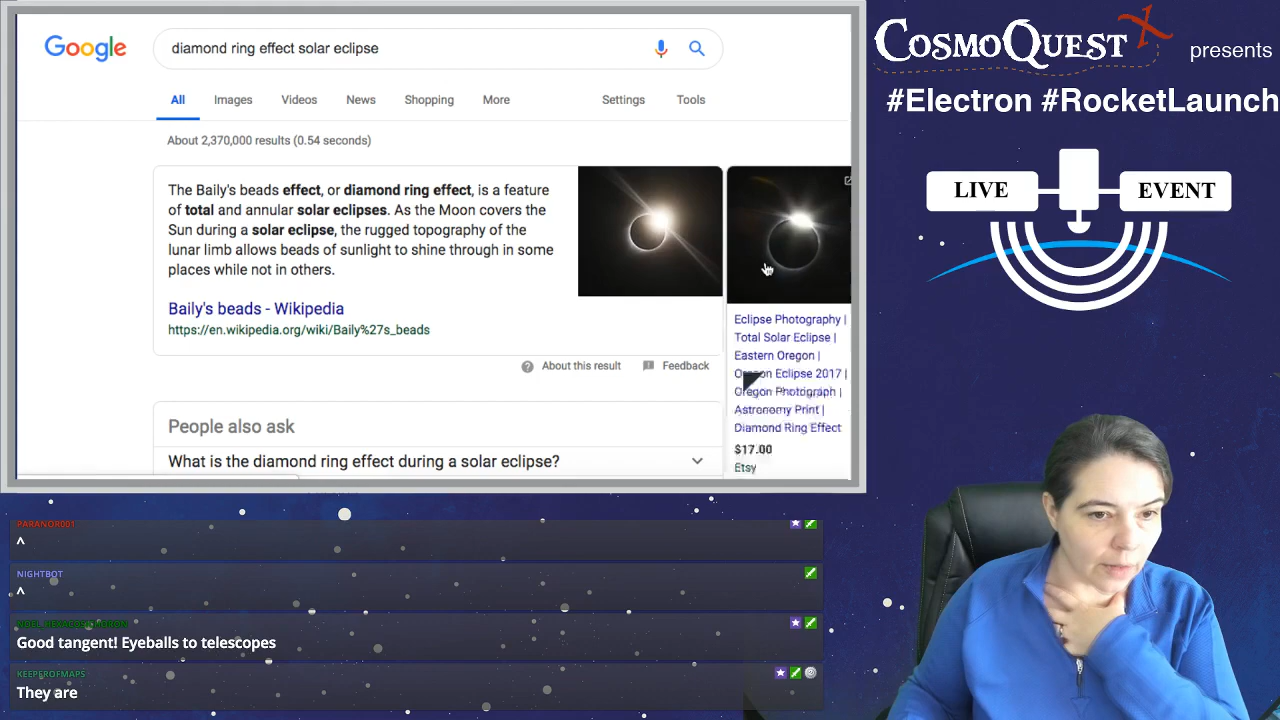 Google
diamond ring effect solar eclipse
All Images Videos News Shopping More Settings Tools
About 2,370,000 results (0.54 seconds)
The Baily's beads effect, or diamond ring effect, is a feature
of total and annular solar eclipses. As the Moon covers the
Sun during a solar eclipse, the rugged topography of the
lunar limb allows beads of sunlight to shine through in some
places while not in others.
Baily's beads - Wikipedia
https://en.wikipedia.org/wiki/Baily%27s_beads
About this result Feedback
People also ask
What is the diamond ring effect during a solar eclipse?
Eclipse Photography |
Total Solar Eclipse |
Eastern Oregon |
Oregon Eclipse 2017 |
Oregon Photograph |
Astronomy Print |
Diamond Ring Effect
$17.00
Etsy
COSMOQUEST X presents
#Electron #RocketLaunch
LIVE EVENT
PARANOR001
^
NIGHTBOT
^
Good tangent! Eyeballs to telescopes
KEEPEROFMAPS
They are